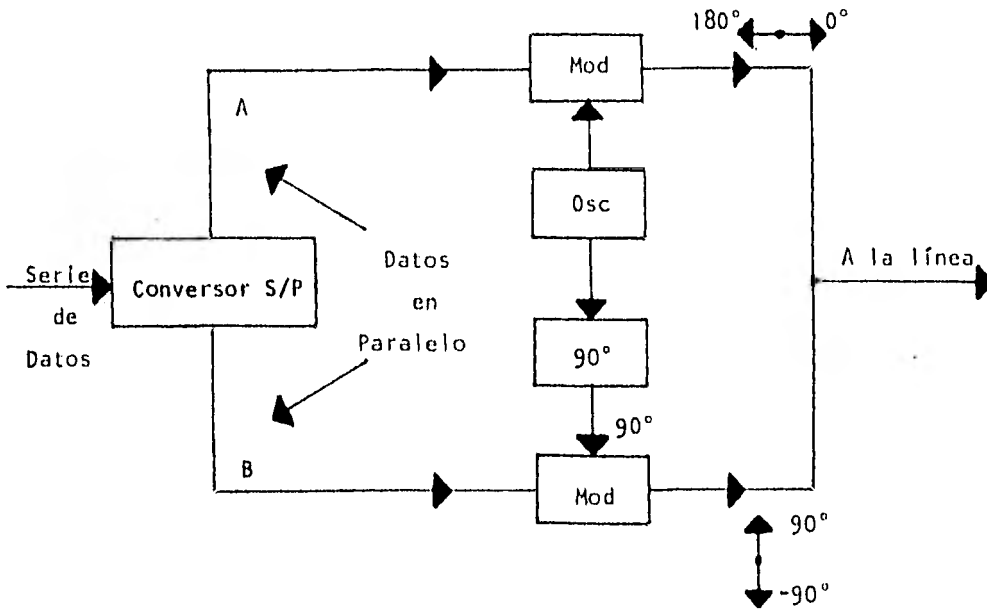 180°
0°
Mod
A
Osc
Serie
de
Datos
Conversor S/P
Datos
en
Paralelo
A la línea
90°
90°
B
Mod
90°
-90°